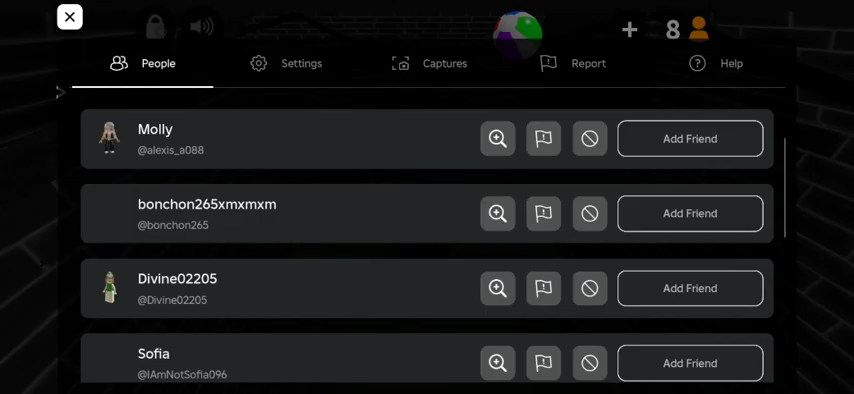 + 8
People
Settings
Captures
Report
Help
Molly
@alexis_a088
Add Friend
bonchon265xmxmxm
@bonchon265
Add Friend
Divine02205
@Divine02205
Add Friend
Sofia
@IAmNotSofia096
Add Friend